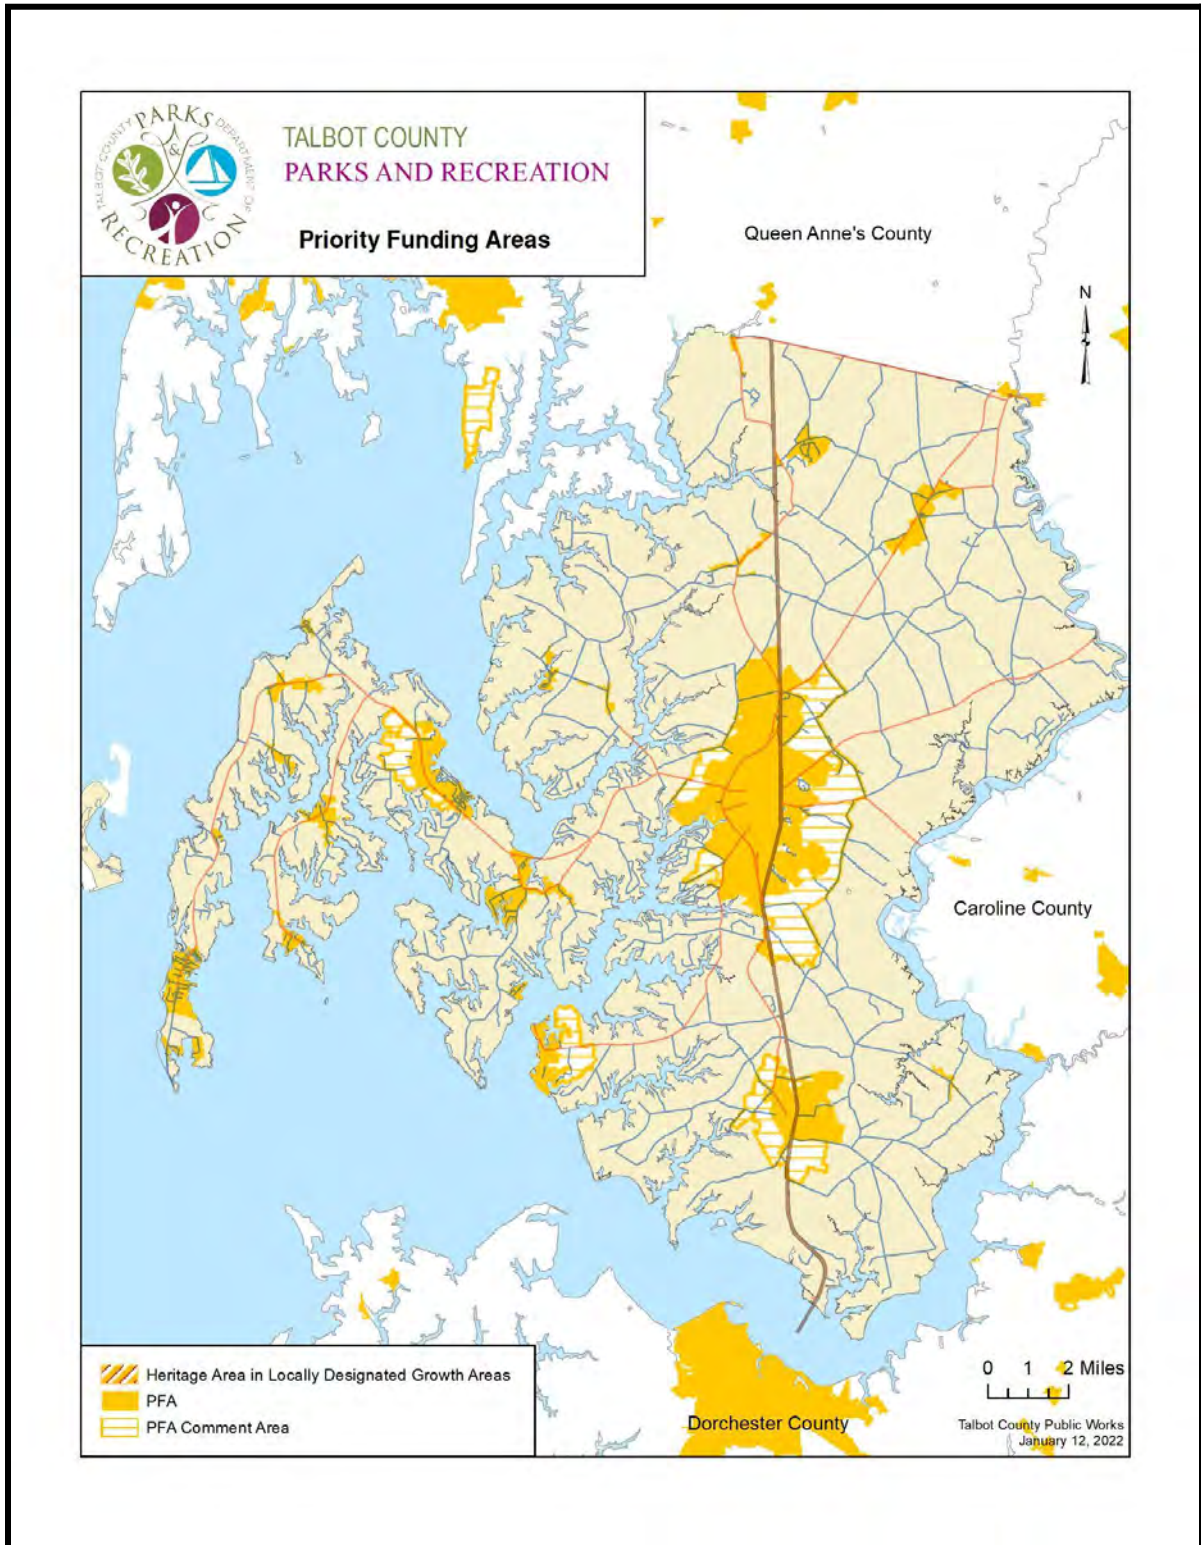 TALBOT COUNTY PARKS & RECREATION DEPARTMENT OF
TALBOT COUNTY
PARKS AND RECREATION
Priority Funding Areas
Queen Anne's County
N
Caroline County
Heritage Area in Locally Designated Growth Areas
PFA
PFA Comment Area
Dorchester County
0 1 2 Miles
Talbot County Public Works
January 12, 2022